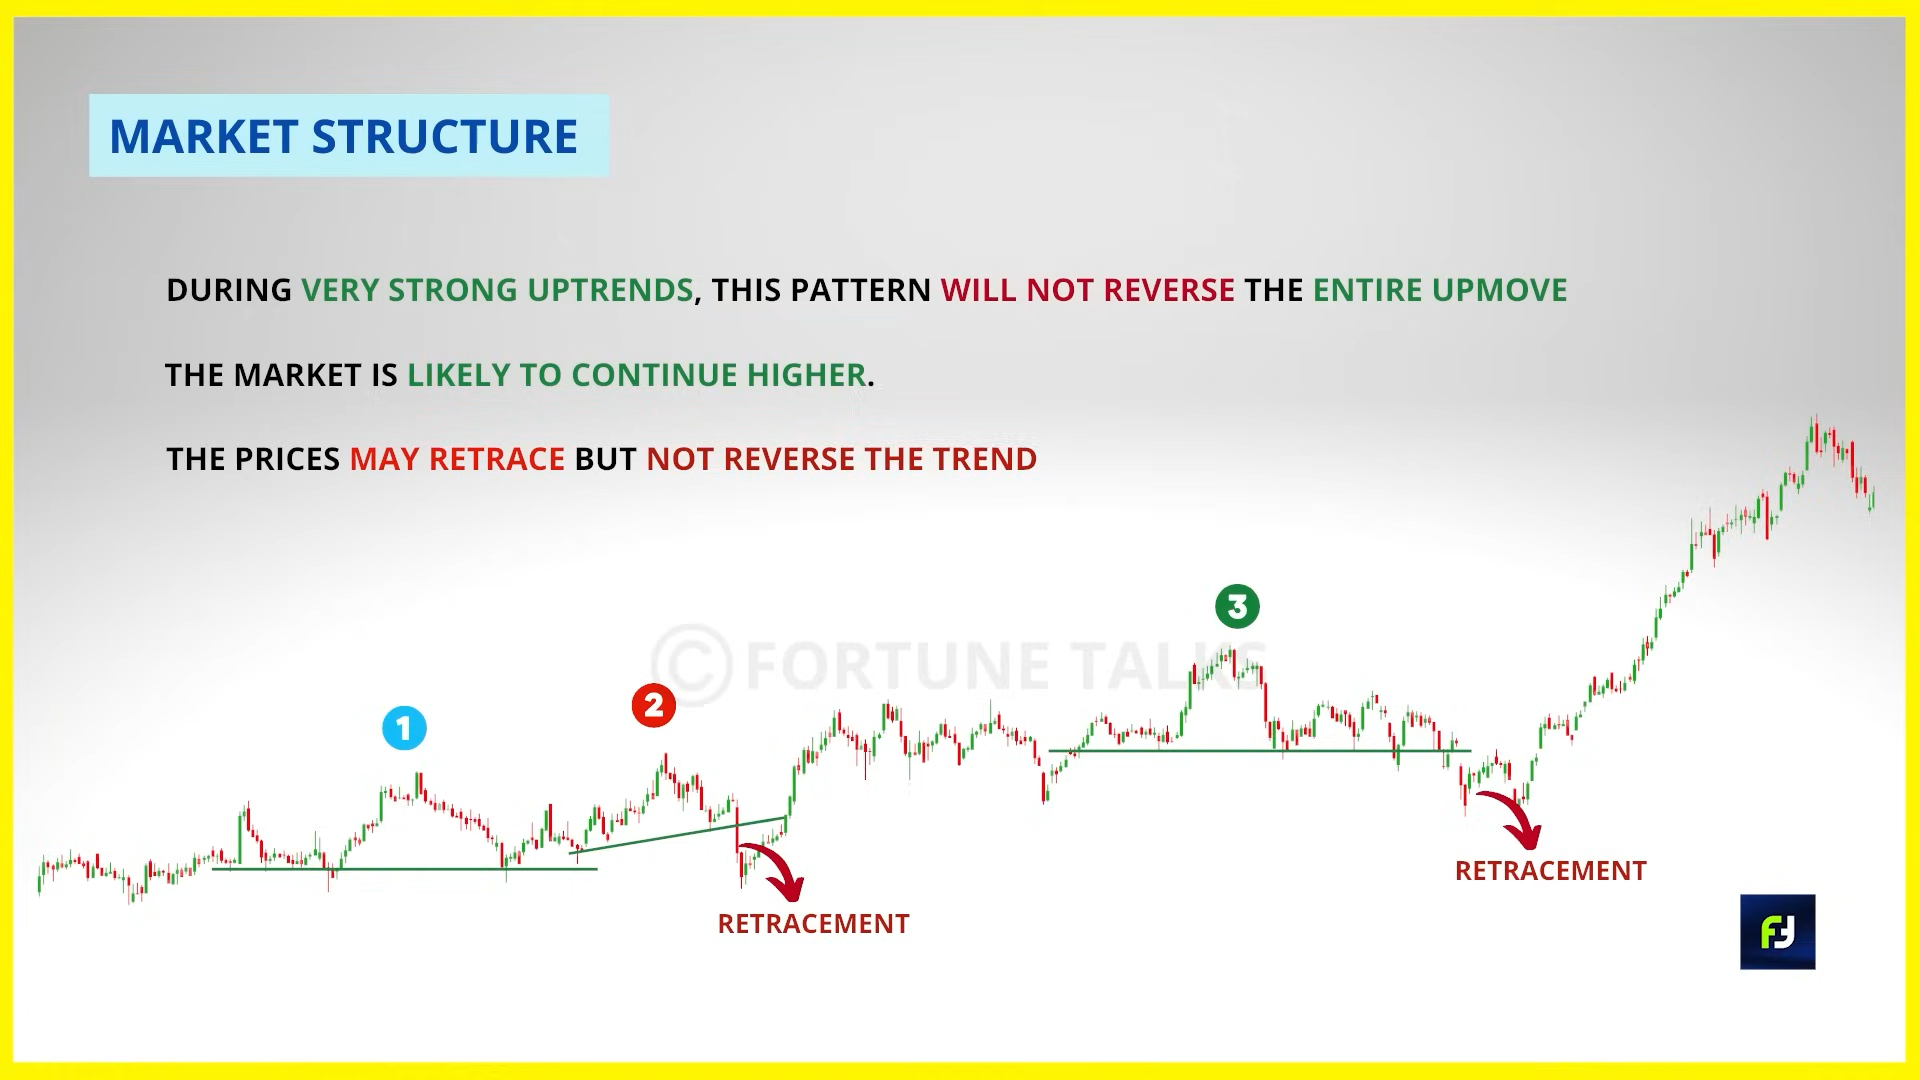 MARKET STRUCTURE
DURING VERY STRONG UPTRENDS, THIS PATTERN WILL NOT REVERSE THE ENTIRE UPMOVE
THE MARKET IS LIKELY TO CONTINUE HIGHER.
THE PRICES MAY RETRACE BUT NOT REVERSE THE TREND
3
© FORTUNE TALKS
2
1
RETRACEMENT
RETRACEMENT